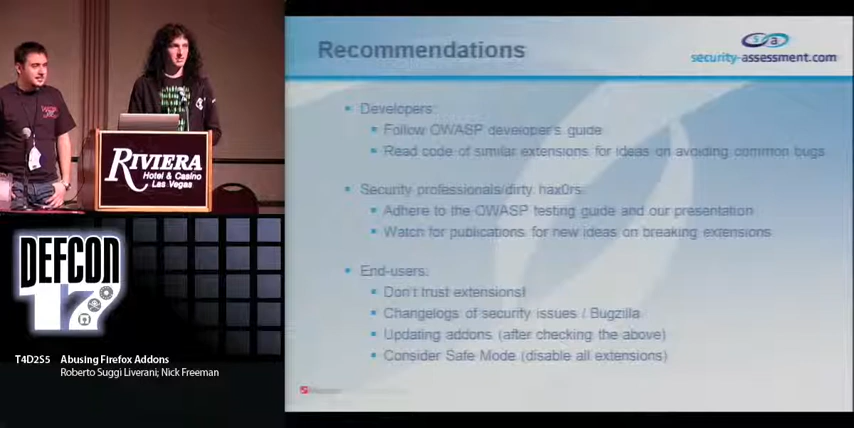 Recommendations
security-assessment.com
Developers:
Follow OWASP developer's guide
Read code of similar extensions for ideas on avoiding common bugs
Security professionals/dirty hax0rs:
Adhere to the OWASP testing guide and our presentation
Watch for publications for new ideas on breaking extensions
End-users:
Don't trust extensions!
Changelogs of security issues / Bugzilla
Updating addons (after checking the above)
Consider Safe Mode (disable all extensions)
RIVIERA
Hotel & Casino
Las Vegas
DEFCON
17
T4D2S5 Abusing Firefox Addons
Roberto Suggi Liverani; Nick Freeman